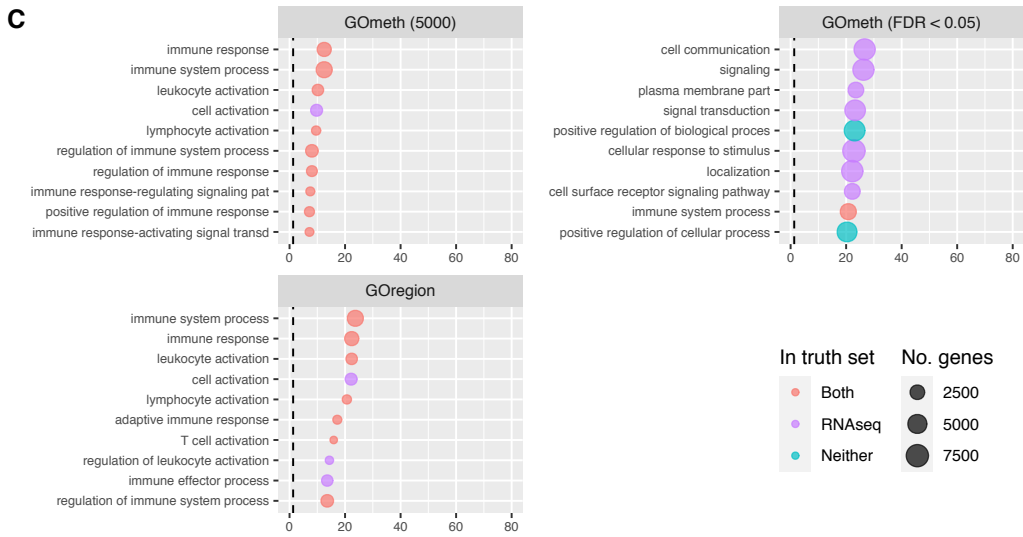 C
GOmeth (5000)
immune response
immune system process
leukocyte activation
cell activation
lymphocyte activation
regulation of immune system process
regulation of immune response
immune response-regulating signaling pat
positive regulation of immune response
immune response-activating signal transd
0 20 40 60 80
GOmeth (FDR < 0.05)
cell communication
signaling
plasma membrane part
signal transduction
positive regulation of biological proces
cellular response to stimulus
localization
cell surface receptor signaling pathway
immune system process
positive regulation of cellular process
0 20 40 60 80
GOregion
immune system process
immune response
leukocyte activation
cell activation
lymphocyte activation
adaptive immune response
T cell activation
regulation of leukocyte activation
immune effector process
regulation of immune system process
0 20 40 60 80
In truth set
Both
RNAseq
Neither
No. genes
2500
5000
7500